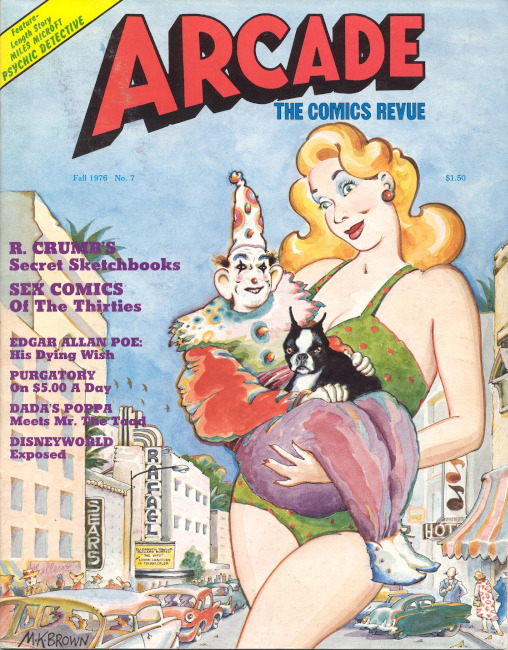 Feature-
Length Story
MILES MICROFT
PSYCHIC DETECTIVE
ARCADE
THE COMICS REVUE
Fall 1976 No. 7
$1.50
R. CRUMB'S
Secret Sketchbooks
SEX COMICS
Of The Thirties
EDGAR ALLAN POE:
His Dying Wish
PURGATORY
On $5.00 A Day
DADA'S POPPA
Meets Mr. The Toad
DISNEYWORLD
Exposed
RAFAEL
SEARS
HOT
M.K. BROWN